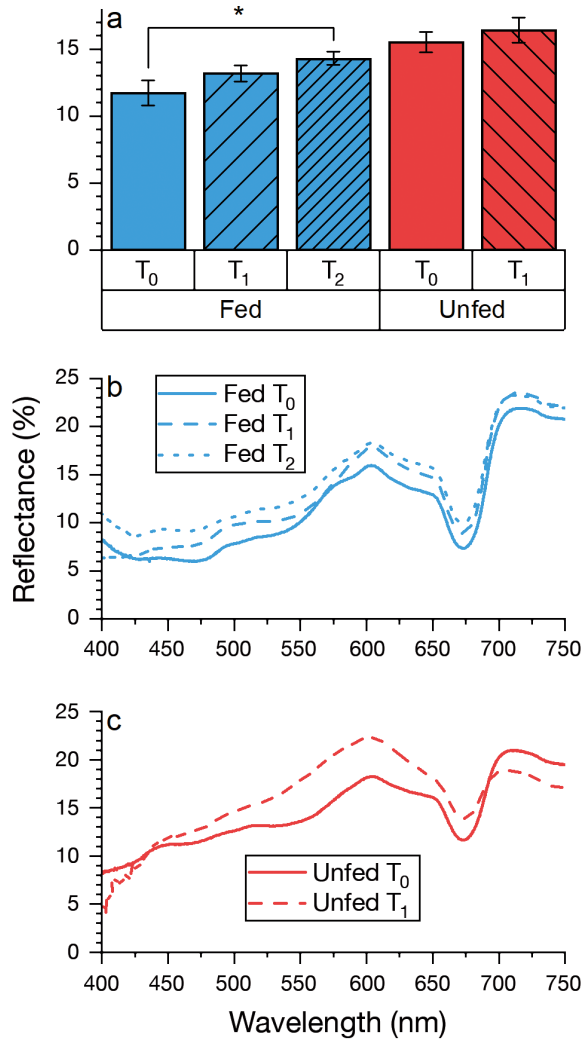 a
*
15
10
5
0
T0 T1 T2 T0 T1
Fed Unfed
b
25
20
15
10
5
0
Fed T0
Fed T1
Fed T2
400 450 500 550 600 650 700 750
Reflectance (%)
c
25
20
15
10
5
0
Unfed T0
Unfed T1
400 450 500 550 600 650 700 750
Wavelength (nm)